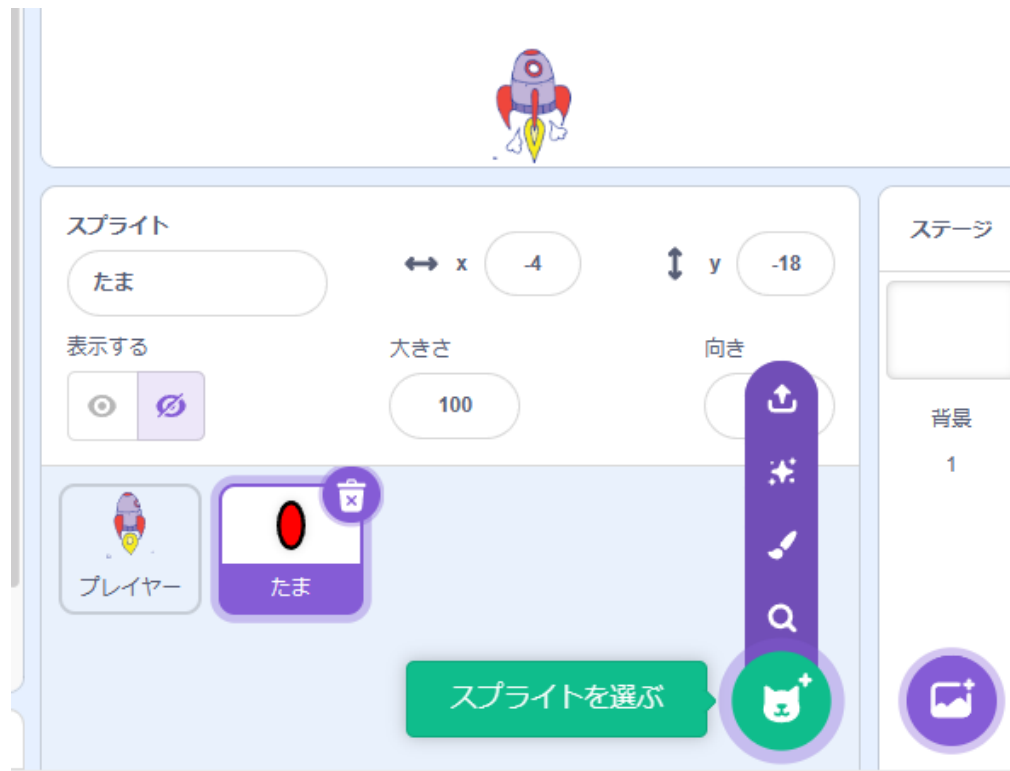 スプライト
たま
x
-4
y
-18
表示する
大きさ
向き
100
ステージ
背景
1
プレイヤー
たま
スプライトを選ぶ